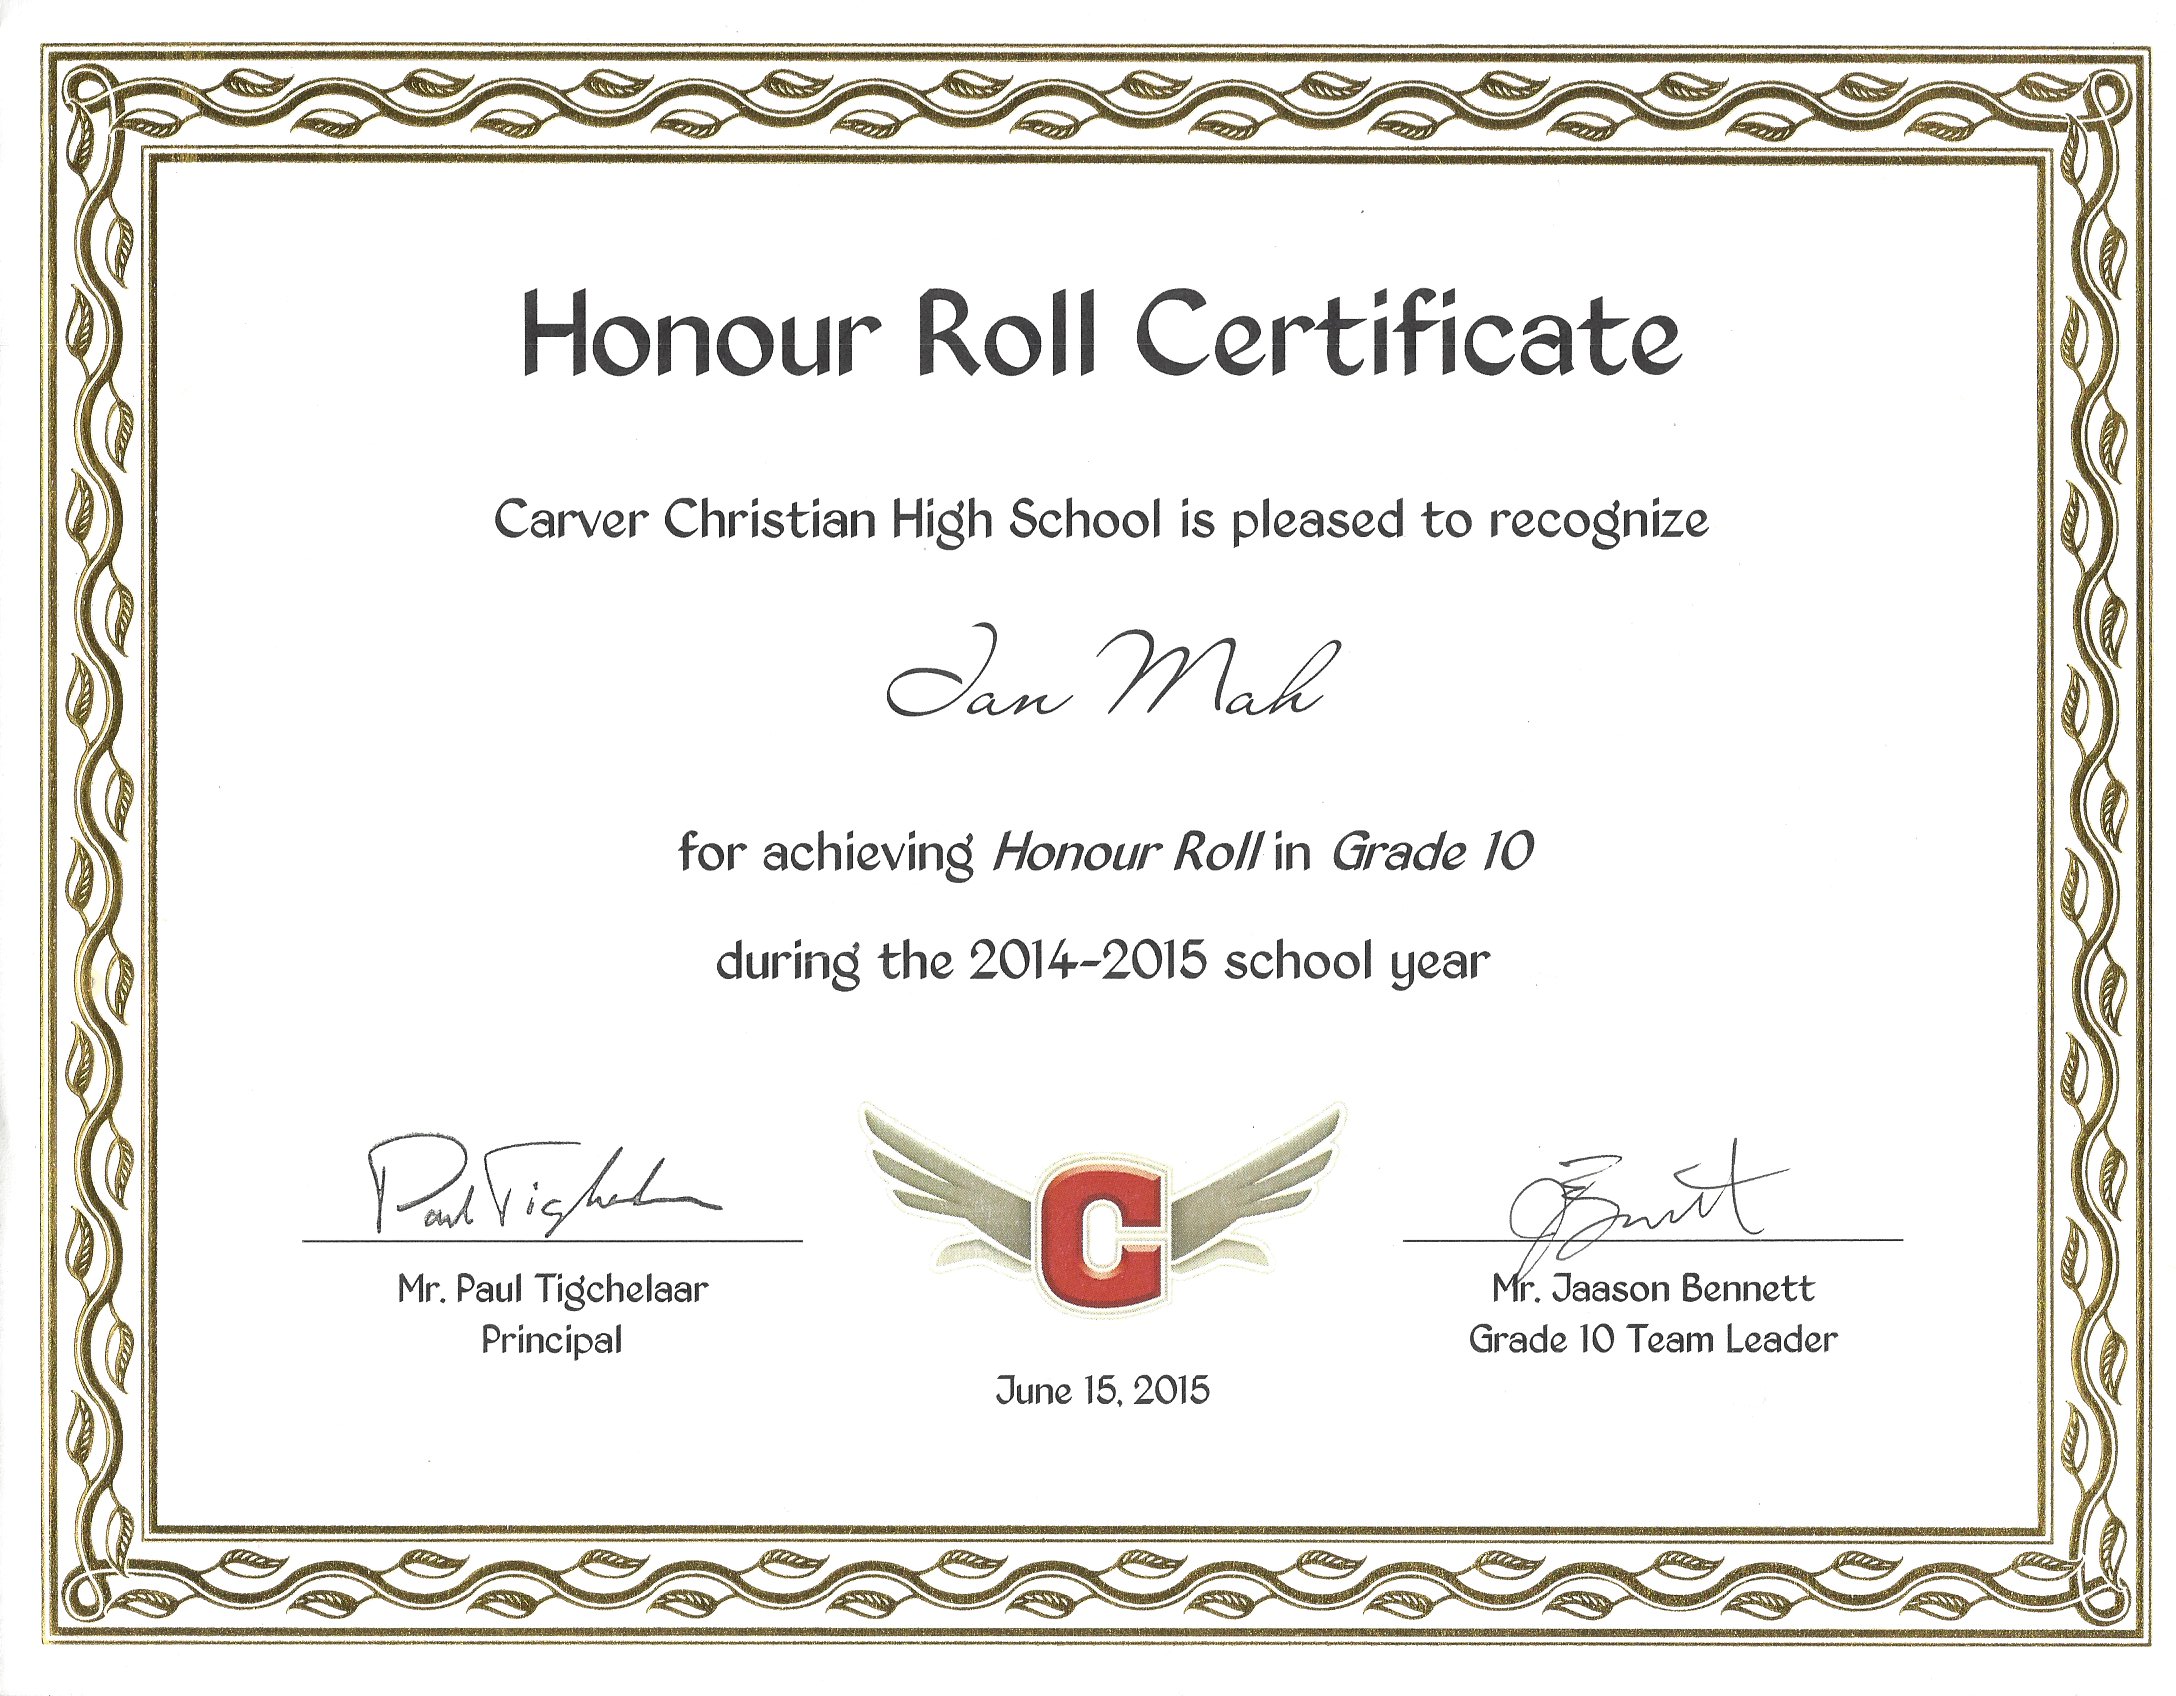 Honour Roll Certificate
Carver Christian High School is pleased to recognize
Ian Mah
for achieving Honour Roll in Grade 10
during the 2014-2015 school year
Paul Tigchelaar
C
J Bennett
Mr. Paul Tigchelaar
Principal
Mr. Jaason Bennett
Grade 10 Team Leader
June 15, 2015